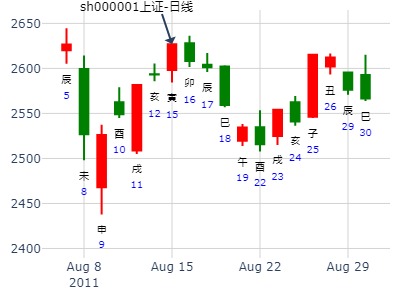 sh000001上证-日线
2650
2600
2550
2500
2450
2400
辰
5
未
8
申
9
酉
10
戌
11
亥
12
寅
15
卯
16
辰
17
巳
18
午
19
酉
22
戌
23
亥
24
子
25
丑
26
辰
29
巳
30
Aug 8
2011
Aug 15
Aug 22
Aug 29